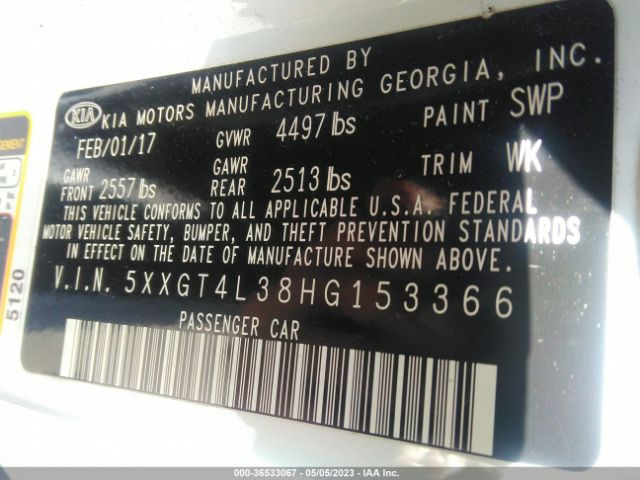 MANUFACTURED BY
KIA KIA MOTORS MANUFACTURING GEORGIA, INC.
FEB/01/17 GVWR 4497 lbs PAINT SWP
GAWR FRONT 2557 lbs GAWR REAR 2513 lbs TRIM WK
THIS VEHICLE CONFORMS TO ALL APPLICABLE U.S.A. FEDERAL
MOTOR VEHICLE SAFETY, BUMPER, AND THEFT PREVENTION STANDARDS
IN EFFECT ON THE DATE OF MANUFACTURE SHOWN ABOVE.
V.I.N. 5XXGT4L38HG153366
PASSENGER CAR
5120
000-36533067 - 05/05/2023 - IAAI.com